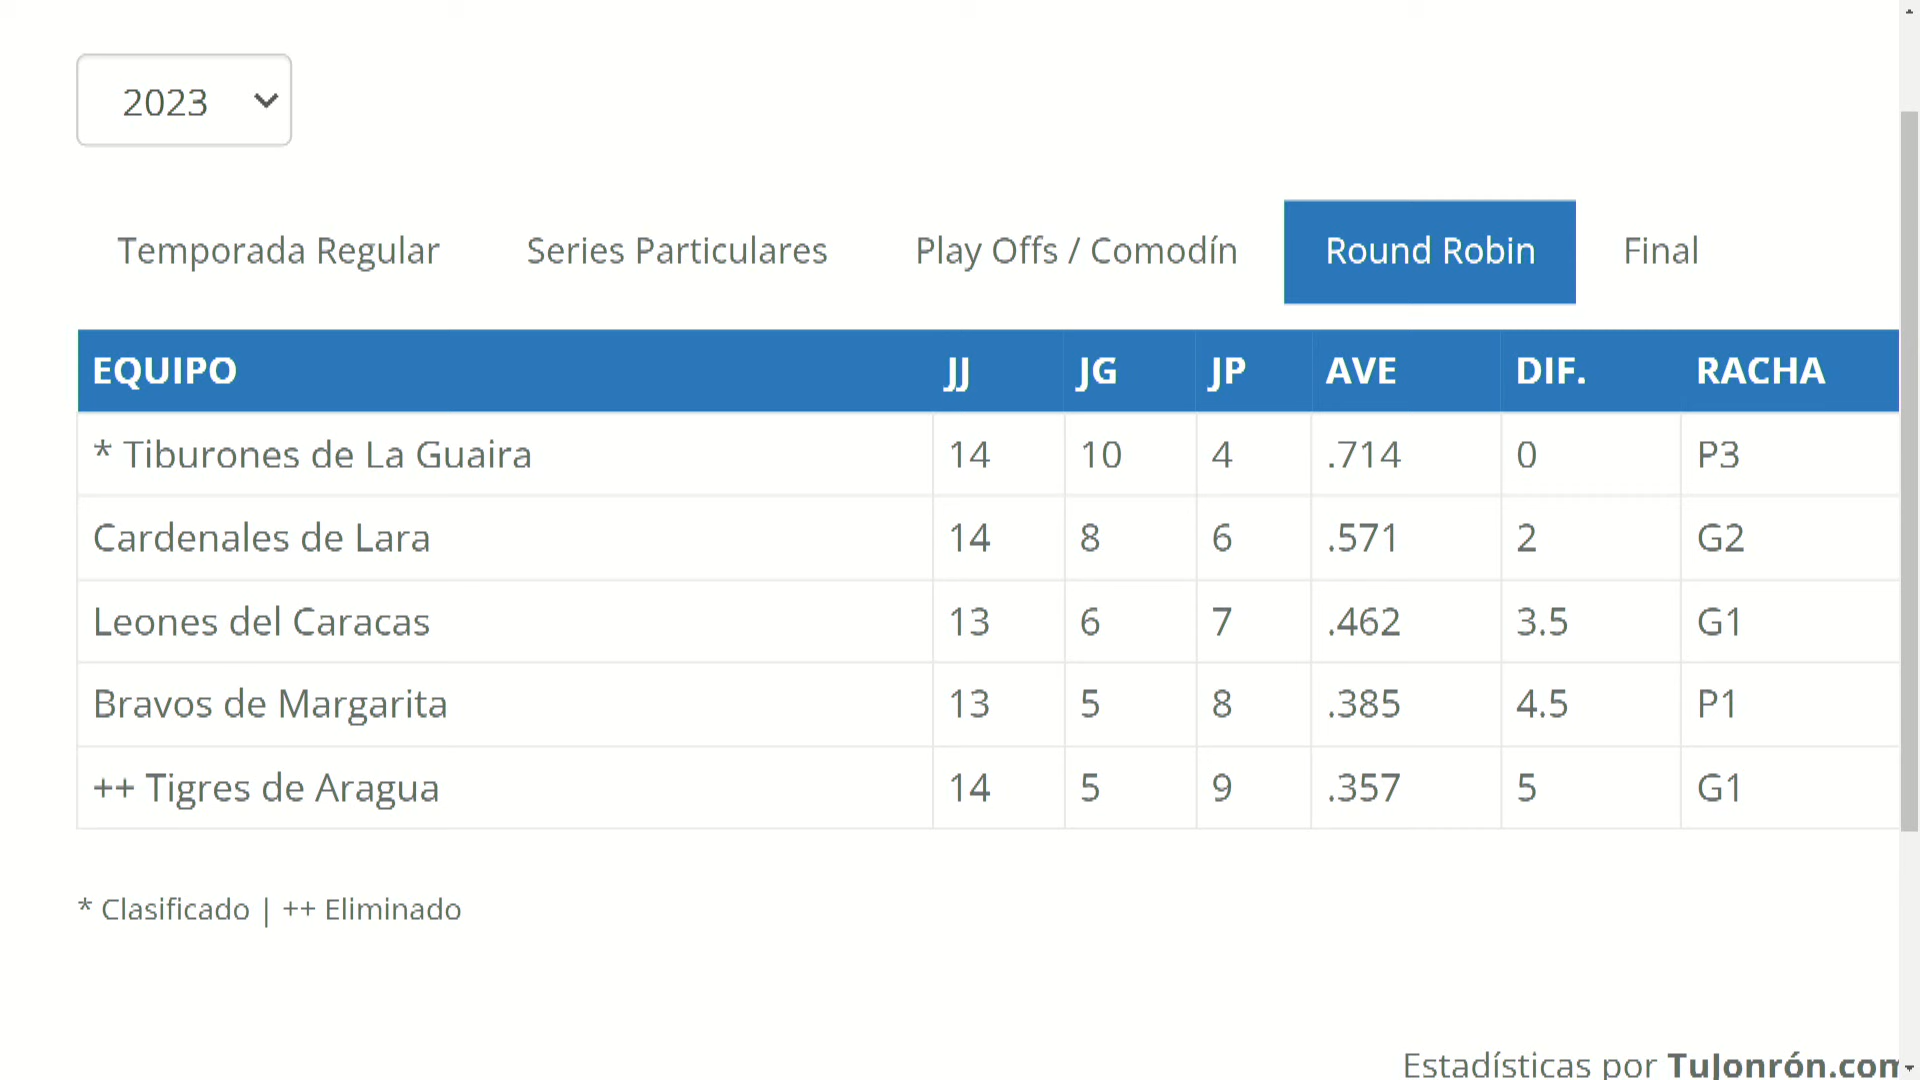 2023
Temporada Regular Series Particulares Play Offs / Comodín Round Robin Final
EQUIPO JJ JG JP AVE DIF. RACHA
* Tiburones de La Guaira 14 10 4 .714 0 P3
Cardenales de Lara 14 8 6 .571 2 G2
Leones del Caracas 13 6 7 .462 3.5 G1
Bravos de Margarita 13 5 8 .385 4.5 P1
++ Tigres de Aragua 14 5 9 .357 5 G1
* Clasificado | ++ Eliminado
Estadísticas por TuJonrón.com